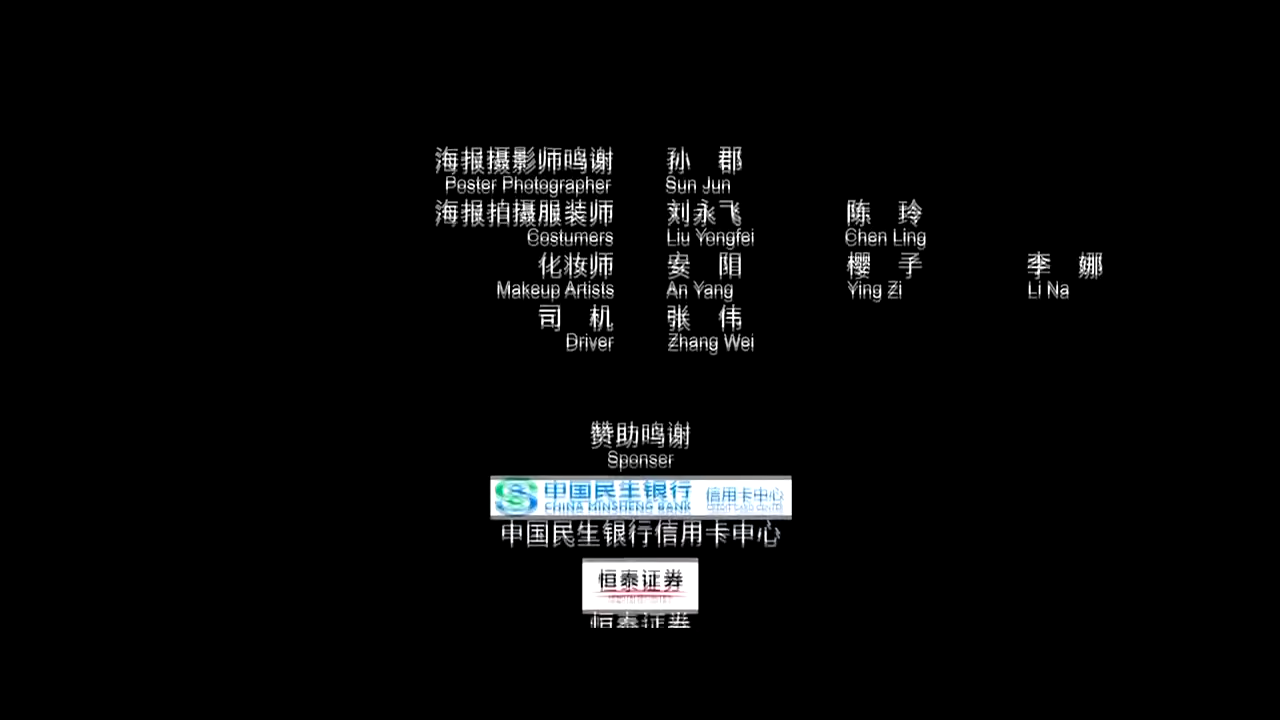 海报摄影师鸣谢 孙 郡
Poster Photographer Sun Jun
海报拍摄服装师 刘永飞 陈 玲
Costumers Liu Yongfei Chen Ling
化妆师 安 阳 樱 子 李 娜
Makeup Artists An Yang Ying Zi Li Na
司 机 张 伟
Driver Zhang Wei
赞助鸣谢
Sponser
中国民生银行 信用卡中心
CHINA MINSHENG BANK
中国民生银行信用卡中心
恒泰证券
恒泰证券